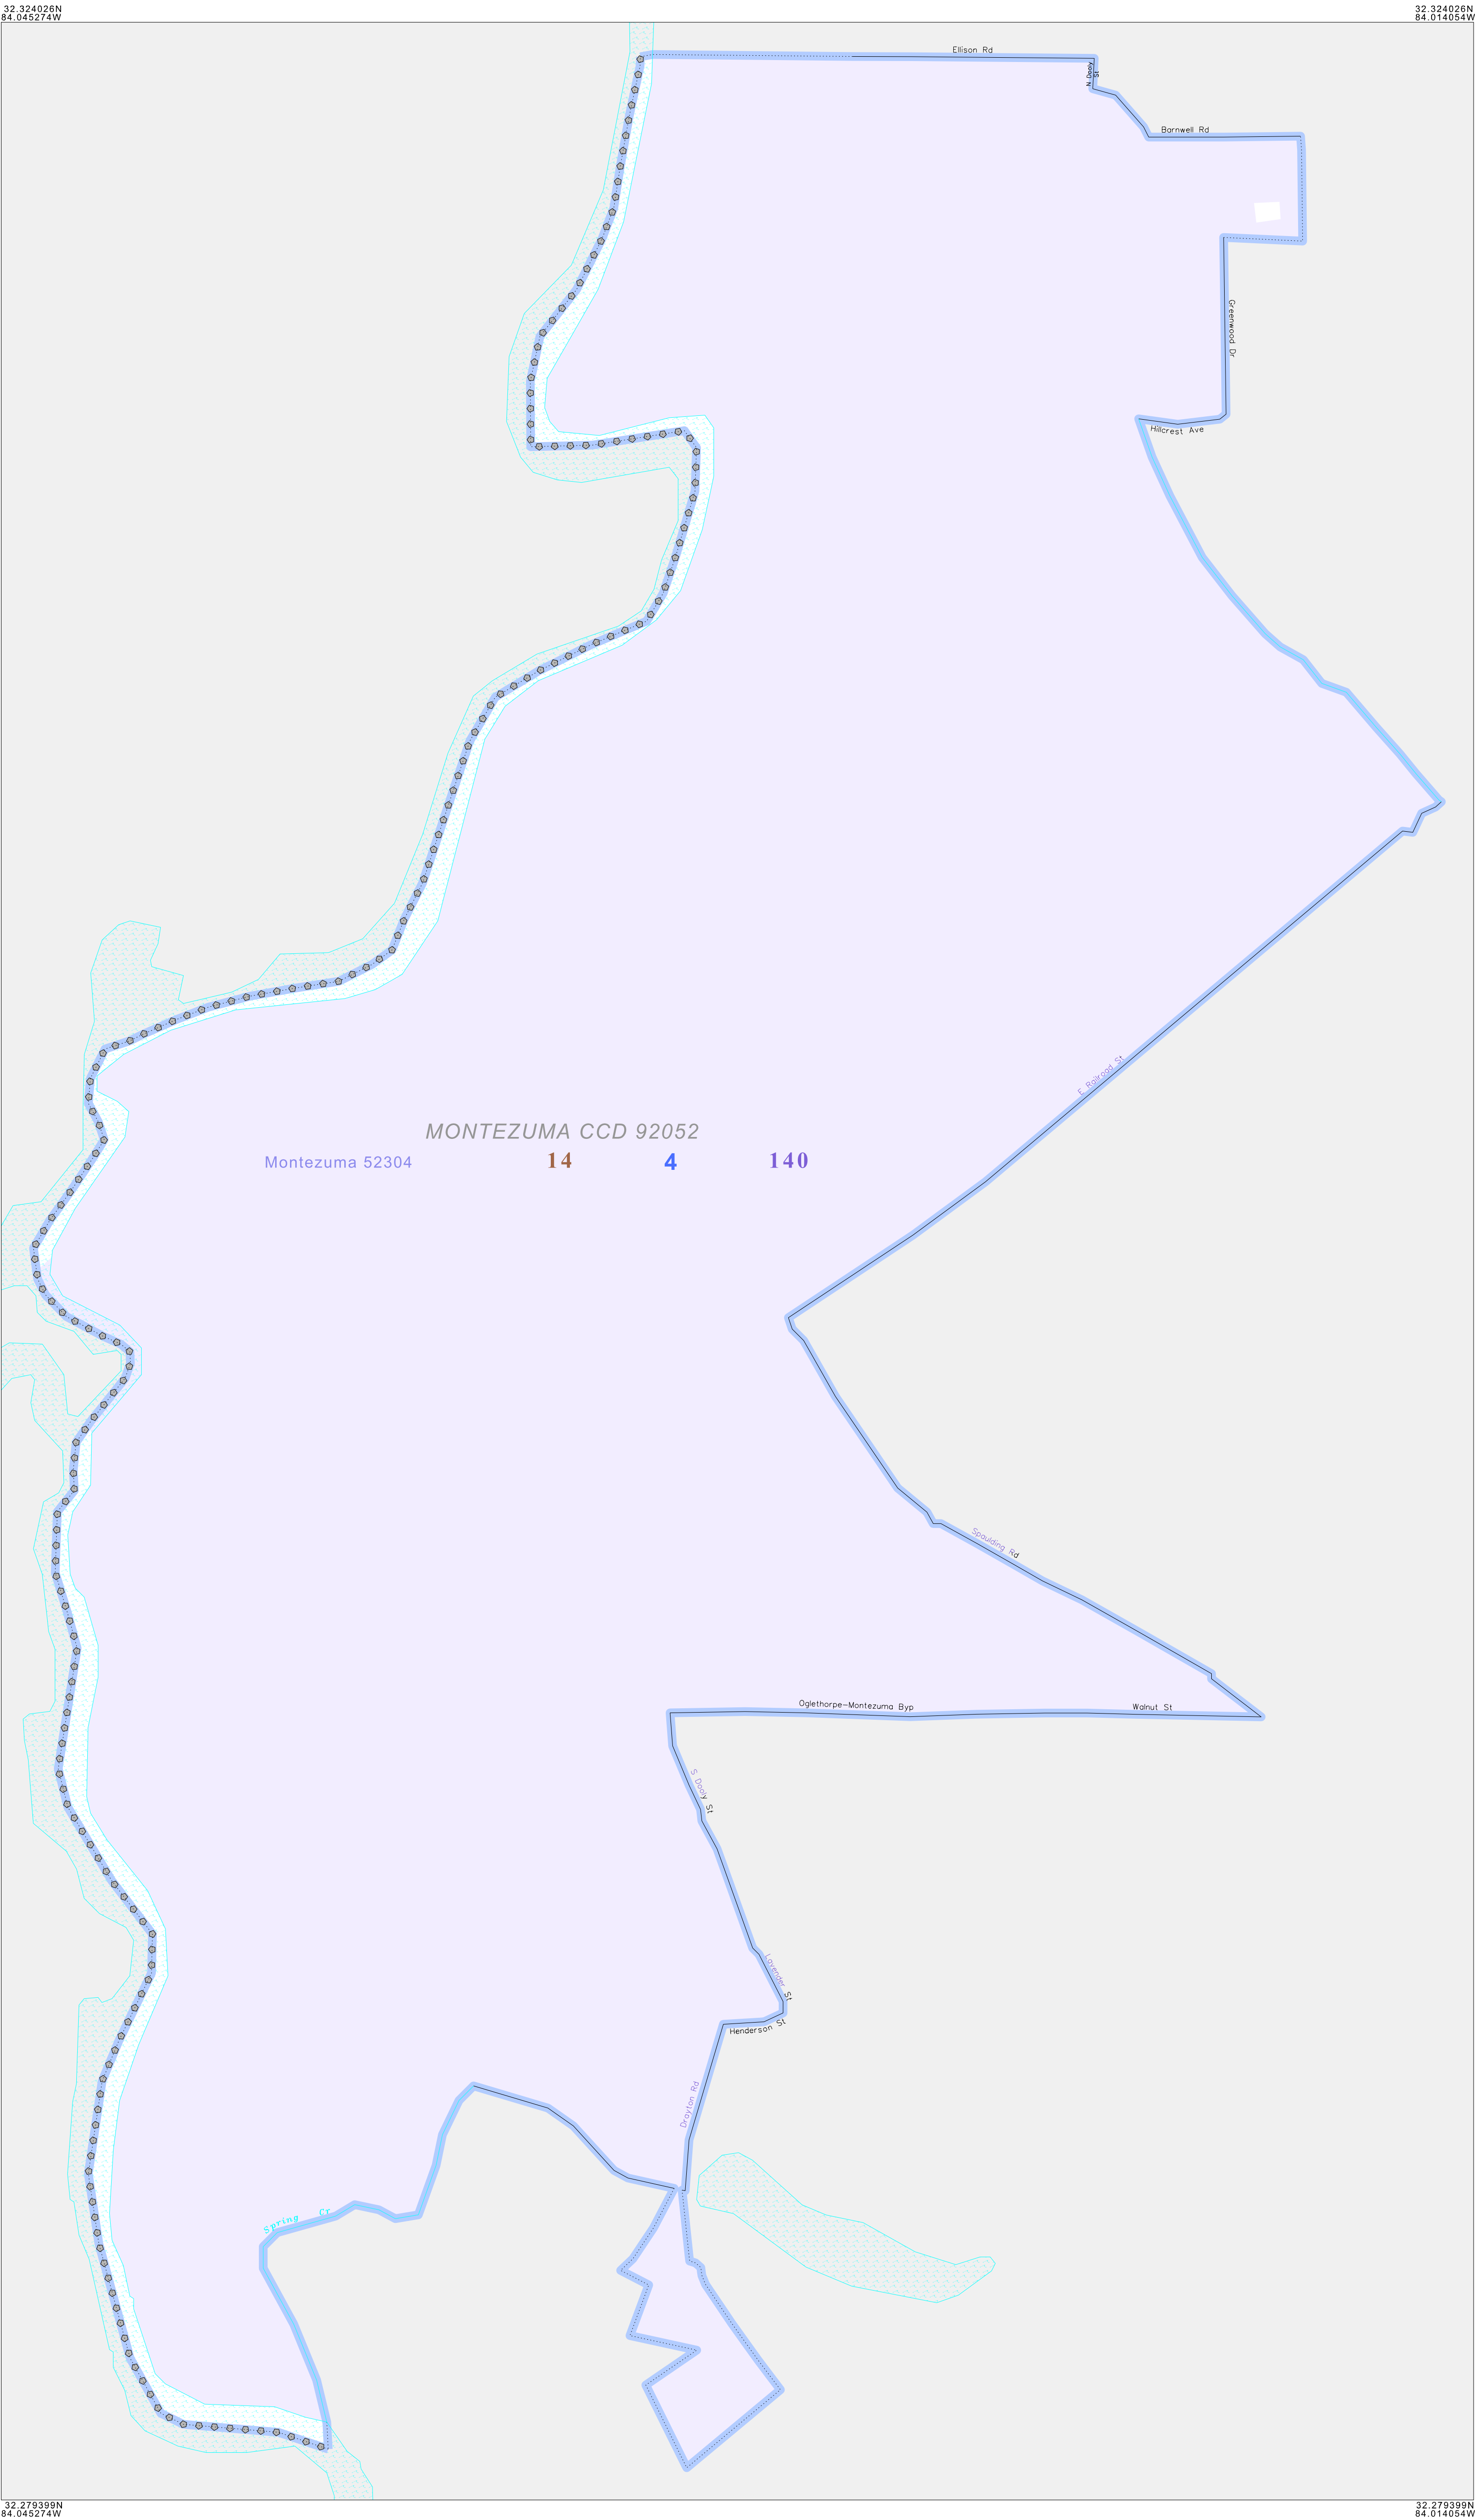 32.324026N
84.045274W
32.324026N
84.014054W
Ellison Rd
N Dooly
St
Barnwell Rd
Greenwood Dr
Hillcrest Ave
E Railroad St
MONTEZUMA CCD 92052
Montezuma 52304
14
4
140
Spaulding Rd
Oglethorpe-Montezuma Byp
Walnut St
S Dooly St
Lavender St
Henderson St
Drayton Rd
Spring Cr
32.279399N
84.045274W
32.279399N
84.014054W